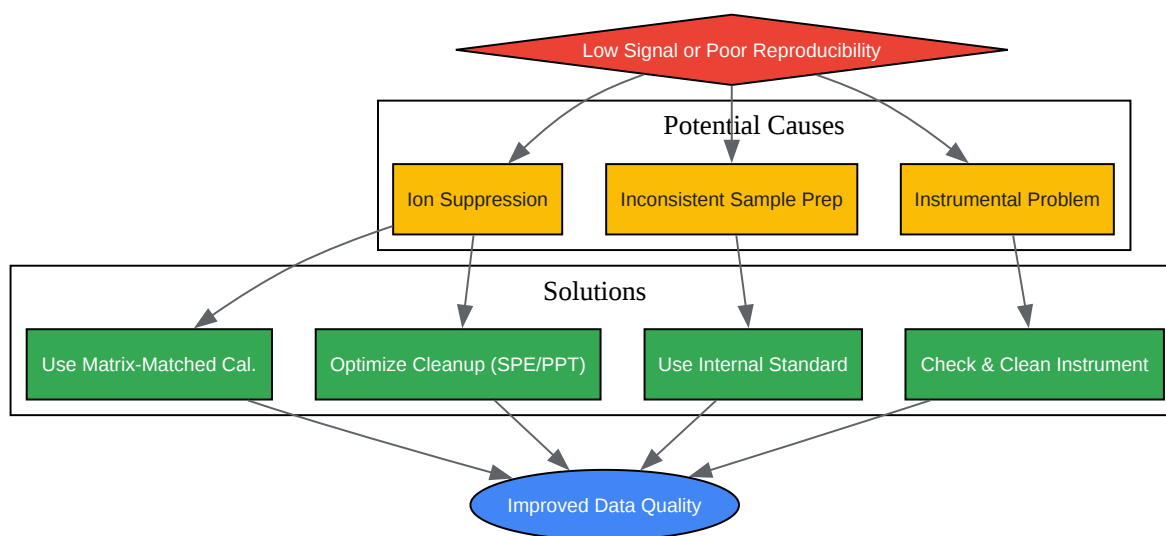 Low Signal or Poor Reproducibility
Potential Causes
Ion Suppression
Inconsistent Sample Prep
Instrumental Problem
Solutions
Use Matrix-Matched Cal.
Optimize Cleanup (SPE/PPT)
Use Internal Standard
Check & Clean Instrument
Improved Data Quality